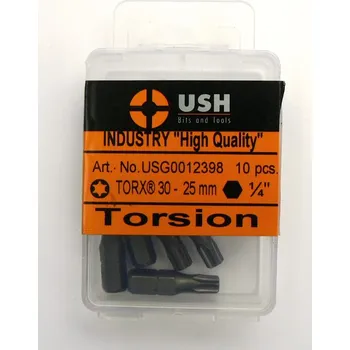 USH
Bits and Tools
INDUSTRY "High Quality"
Art.- No.USG0012398 10 pcs.
TORX® 30 - 25 mm ¼"
Torsion